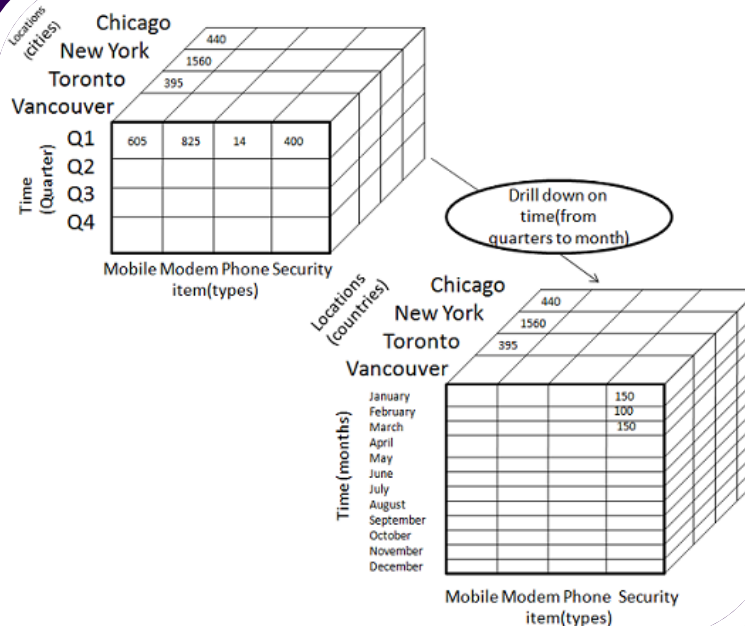 Locations
(cities)
Chicago
New York
Toronto
Vancouver
440
1560
395
Time
(Quarter)
Q1
605 825 14 400
Q2
Q3
Q4
Mobile Modem Phone Security
item(types)
Drill down on
time(from
quarters to month)
Locations
(countries)
Chicago
New York
Toronto
Vancouver
440
1560
395
Time (months)
January 150
February 100
March 150
April
May
June
July
August
September
October
November
December
Mobile Modem Phone Security
item(types)